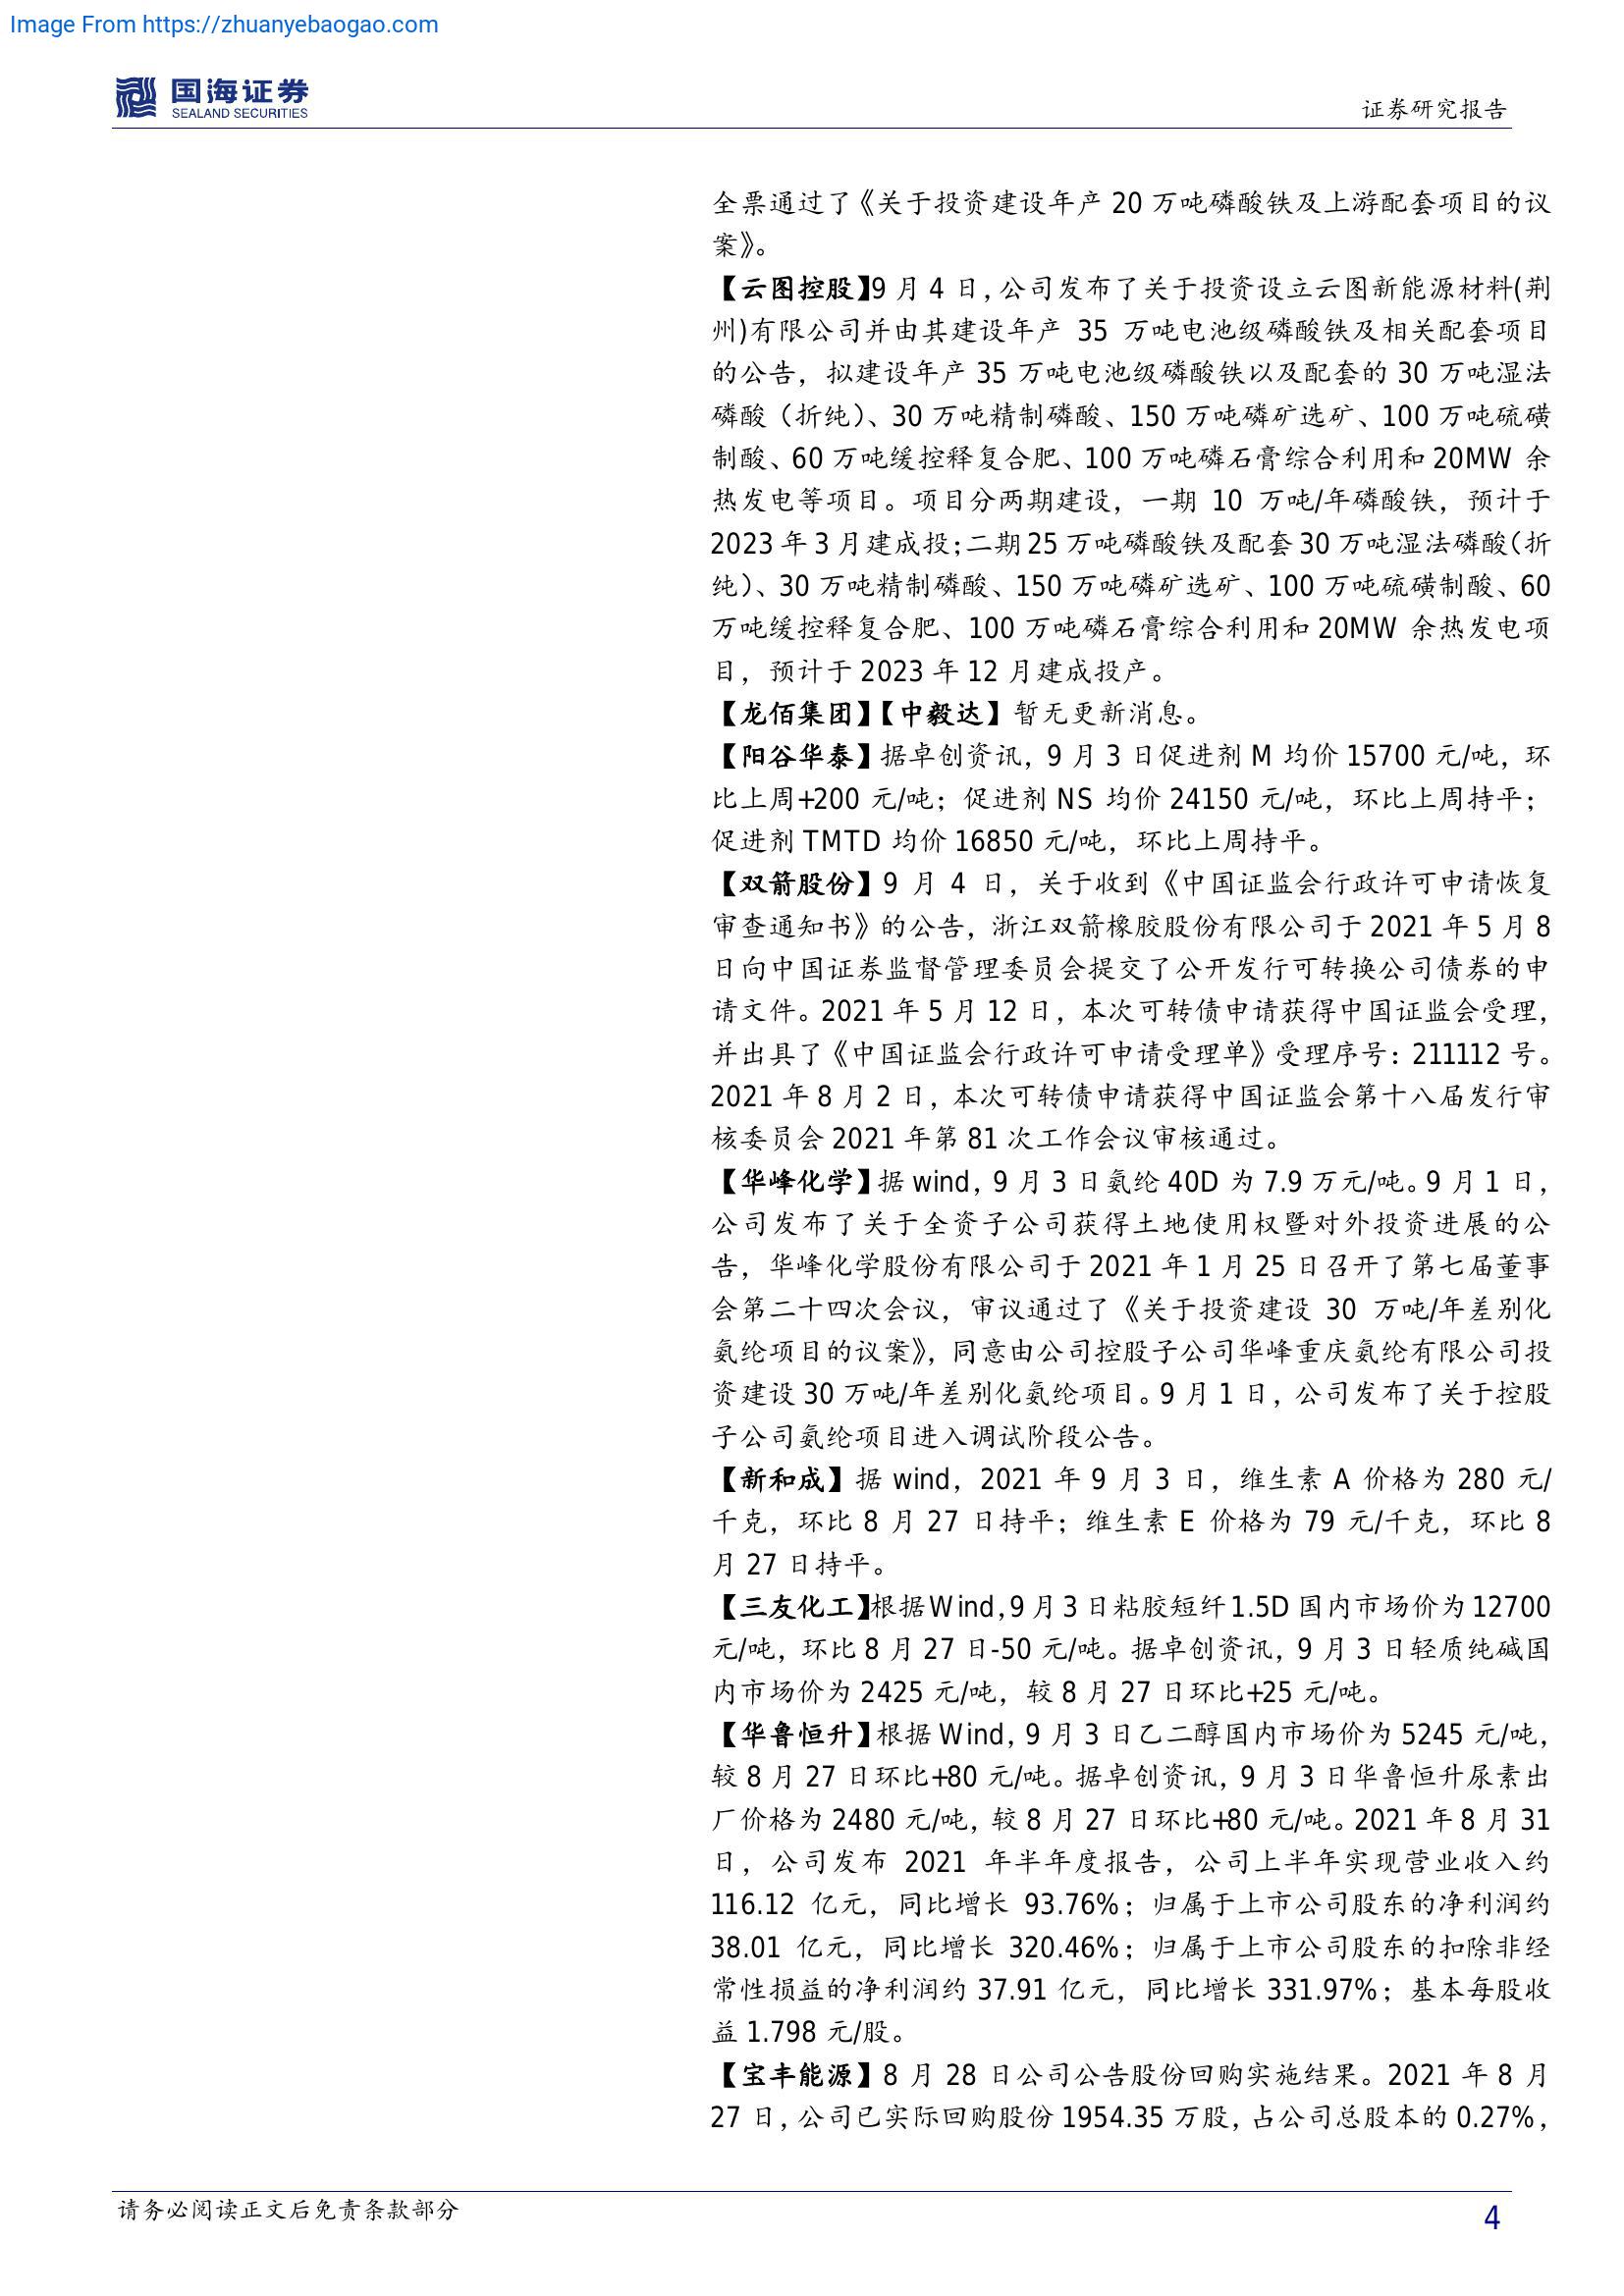 Image From https://zhuanyebaogao.com
国海证券
SEALAND SECURITIES
证券研究报告
全票通过了《关于投资建设年产 20 万吨磷酸铁及上游配套项目的议
案》。
【云图控股】9 月 4 日，公司发布了关于投资设立云图新能源材料(荆
州)有限公司并由其建设年产 35 万吨电池级磷酸铁及相关配套项目
的公告，拟建设年产 35 万吨电池级磷酸铁以及配套的 30 万吨湿法
磷酸（折纯）、30 万吨精制磷酸、150 万吨磷矿选矿、100 万吨硫磺
制酸、60 万吨缓控释复合肥、100 万吨磷石膏综合利用和 20MW 余
热发电等项目。项目分两期建设，一期 10 万吨/年磷酸铁，预计于
2023 年 3 月建成投；二期 25 万吨磷酸铁及配套 30 万吨湿法磷酸（折
纯）、30 万吨精制磷酸、150 万吨磷矿选矿、100 万吨硫磺制酸、60
万吨缓控释复合肥、100 万吨磷石膏综合利用和 20MW 余热发电项
目，预计于 2023 年 12 月建成投产。
【龙佰集团】【中毅达】暂无更新消息。
【阳谷华泰】据卓创资讯，9 月 3 日促进剂 M 均价 15700 元/吨，环
比上周+200 元/吨；促进剂 NS 均价 24150 元/吨，环比上周持平；
促进剂 TMTD 均价 16850 元/吨，环比上周持平。
【双箭股份】9 月 4 日，关于收到《中国证监会行政许可申请恢复
审查通知书》的公告，浙江双箭橡胶股份有限公司于 2021 年 5 月 8
日向中国证券监督管理委员会提交了公开发行可转换公司债券的申
请文件。2021 年 5 月 12 日，本次可转债申请获得中国证监会受理，
并出具了《中国证监会行政许可申请受理单》受理序号：211112 号。
2021 年 8 月 2 日，本次可转债申请获得中国证监会第十八届发行审
核委员会 2021 年第 81 次工作会议审核通过。
【华峰化学】据 wind，9 月 3 日氨纶 40D 为 7.9 万元/吨。9 月 1 日，
公司发布了关于全资子公司获得土地使用权暨对外投资进展的公
告，华峰化学股份有限公司于 2021 年 1 月 25 日召开了第七届董事
会第二十四次会议，审议通过了《关于投资建设 30 万吨/年差别化
氨纶项目的议案》，同意由公司控股子公司华峰重庆氨纶有限公司投
资建设 30 万吨/年差别化氨纶项目。9 月 1 日，公司发布了关于控股
子公司氨纶项目进入调试阶段公告。
【新和成】据 wind，2021 年 9 月 3 日，维生素 A 价格为 280 元/
千克，环比 8 月 27 日持平；维生素 E 价格为 79 元/千克，环比 8
月 27 日持平。
【三友化工】根据 Wind，9 月 3 日粘胶短纤 1.5D 国内市场价为 12700
元/吨，环比 8 月 27 日-50 元/吨。据卓创资讯，9 月 3 日轻质纯碱国
内市场价为 2425 元/吨，较 8 月 27 日环比+25 元/吨。
【华鲁恒升】根据 Wind，9 月 3 日乙二醇国内市场价为 5245 元/吨，
较 8 月 27 日环比+80 元/吨。据卓创资讯，9 月 3 日华鲁恒升尿素出
厂价格为 2480 元/吨，较 8 月 27 日环比+80 元/吨。2021 年 8 月 31
日，公司发布 2021 年半年度报告，公司上半年实现营业收入约
116.12 亿元，同比增长 93.76%；归属于上市公司股东的净利润约
38.01 亿元，同比增长 320.46%；归属于上市公司股东的扣除非经
常性损益的净利润约 37.91 亿元，同比增长 331.97%；基本每股收
益 1.798 元/股。
【宝丰能源】8 月 28 日公司公告股份回购实施结果。2021 年 8 月
27 日，公司已实际回购股份 1954.35 万股，占公司总股本的 0.27%，
请务必阅读正文后免责条款部分
4